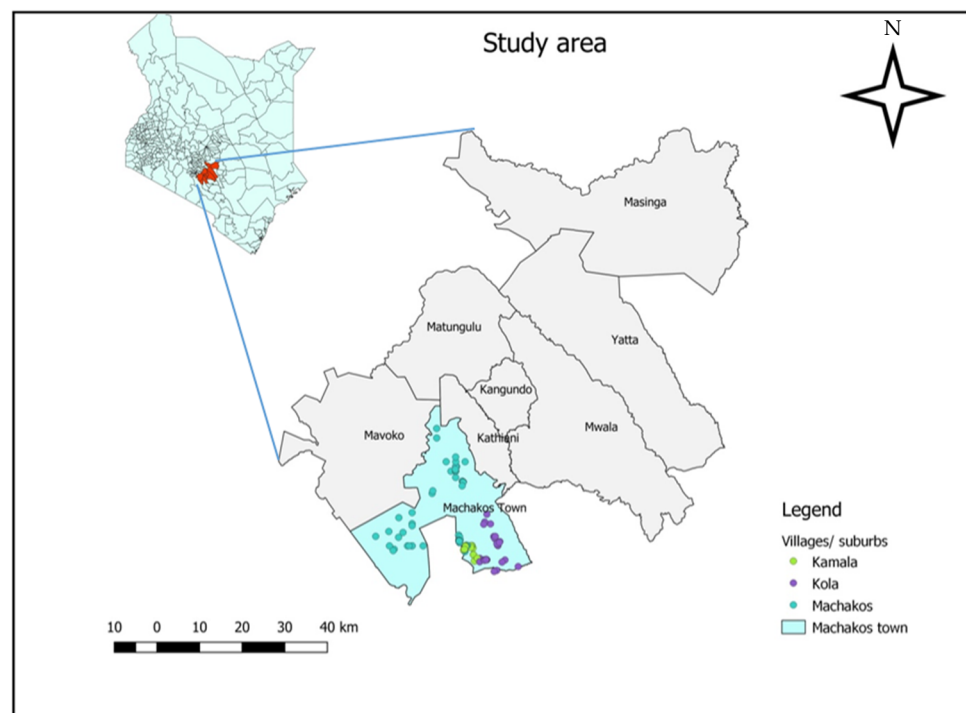 Study area
N
Masinga
Matungulu
Yatta
Kangundo
Mavoko
Kathiani
Mwala
Machakos Town
Legend
Villages/ suburbs
Kamala
Kola
Machakos
Machakos town
10 0 10 20 30 40 km